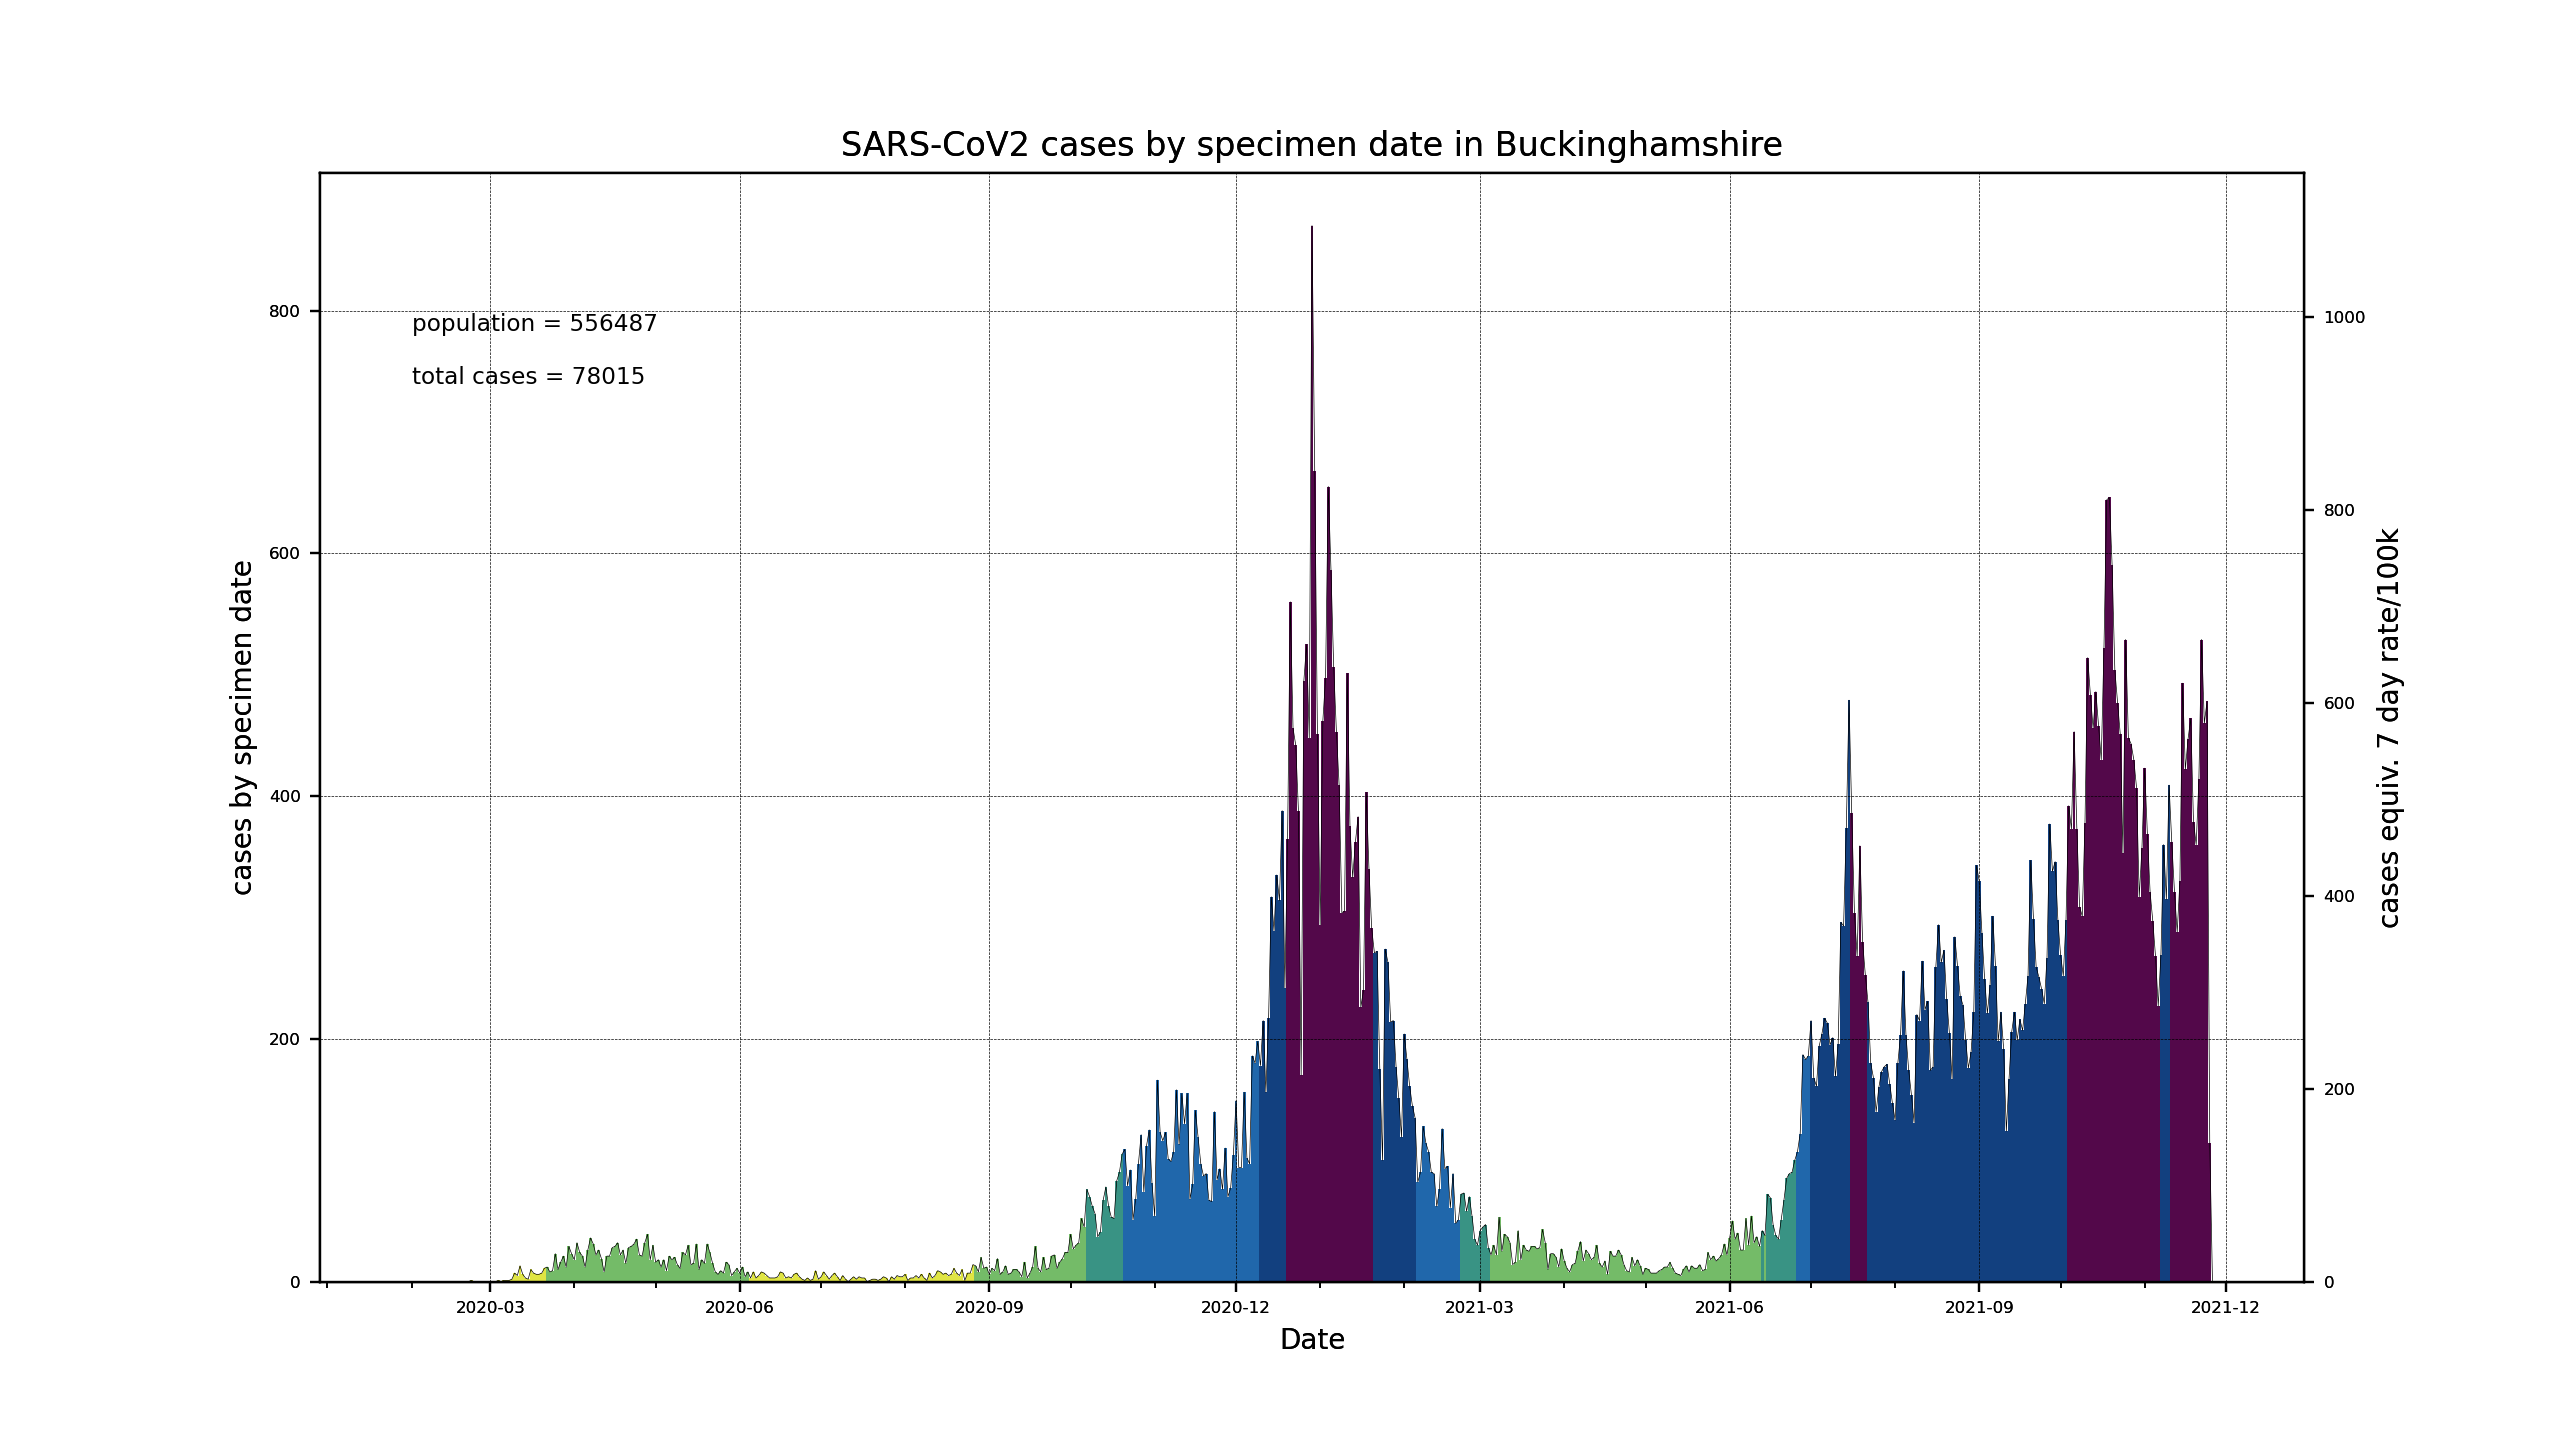 SARS-CoV2 cases by specimen date in Buckinghamshire
population = 556487
total cases = 78015
cases by specimen date
800
600
400
200
0
1000
800
600
400
200
0
cases equiv. 7 day rate/100k
2020-03 2020-06 2020-09 2020-12 2021-03 2021-06 2021-09 2021-12
Date